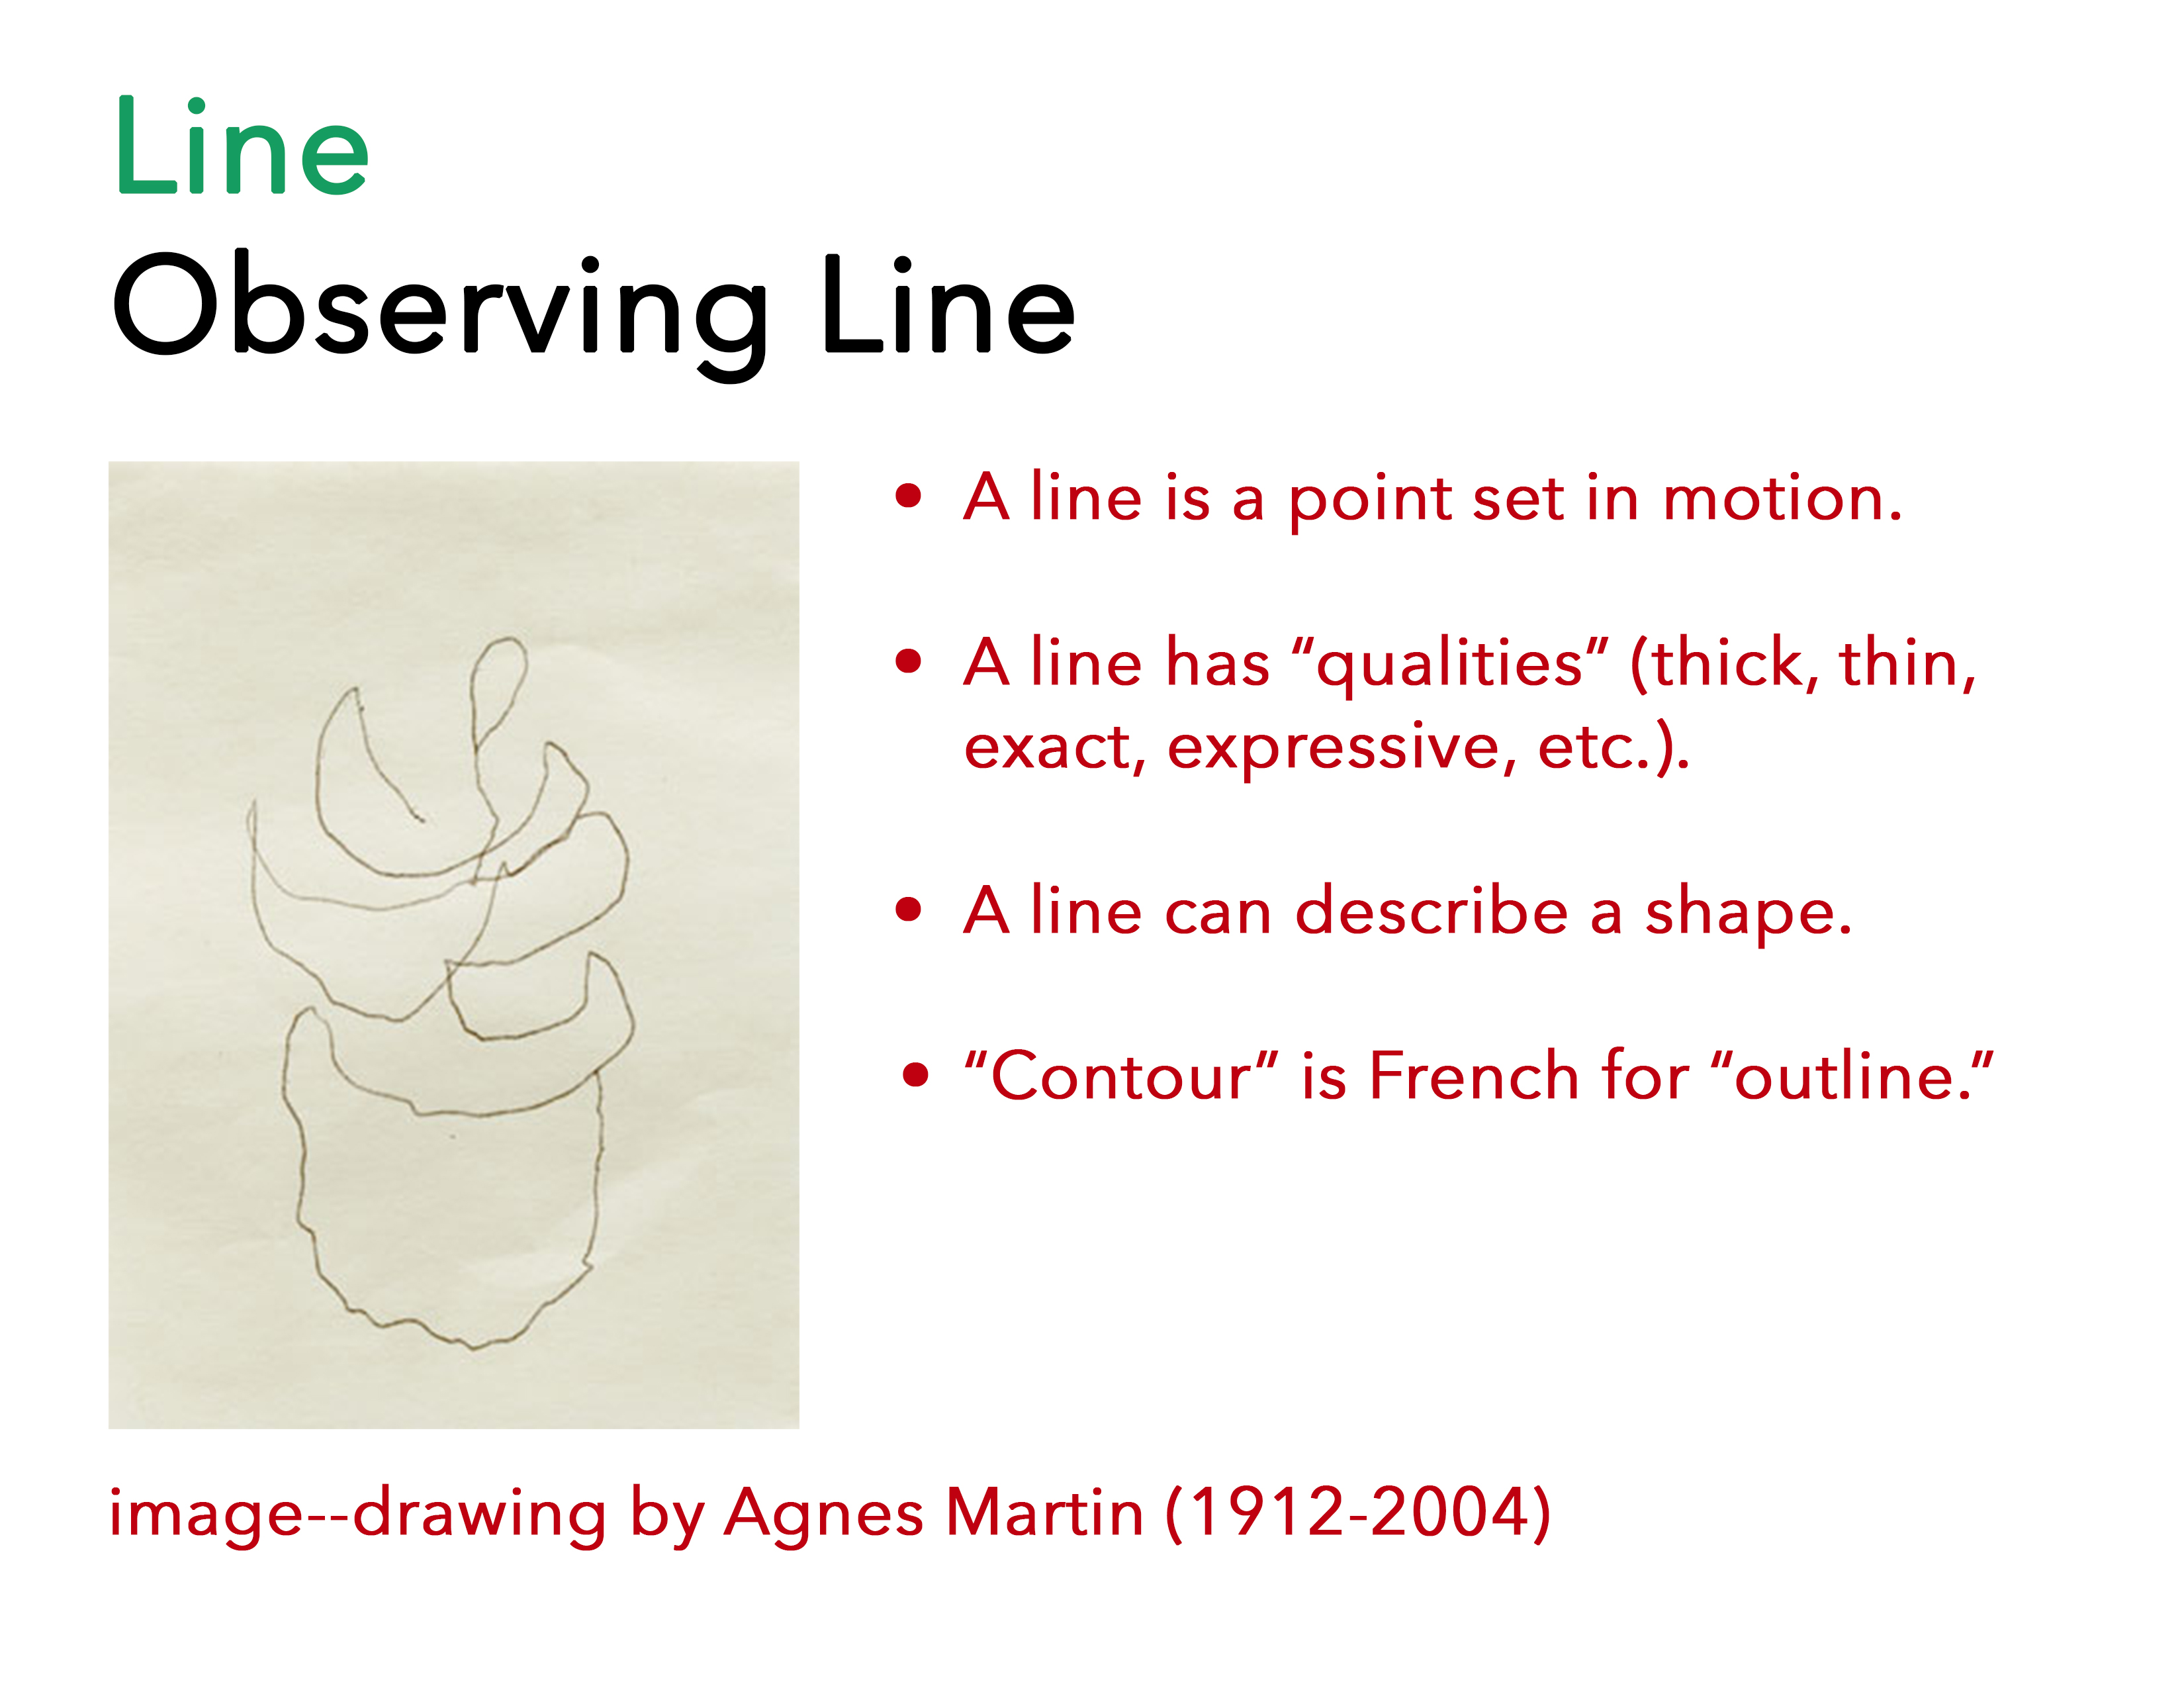 Line
Observing Line
• A line is a point set in motion.
• A line has “qualities” (thick, thin,
exact, expressive, etc.).
• A line can describe a shape.
• “Contour” is French for “outline.”
image--drawing by Agnes Martin (1912-2004)